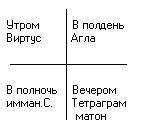 Утром
Виртус
В полдень
Агла
В полночь
имман.С.
Вечером
Тетраграм
матон